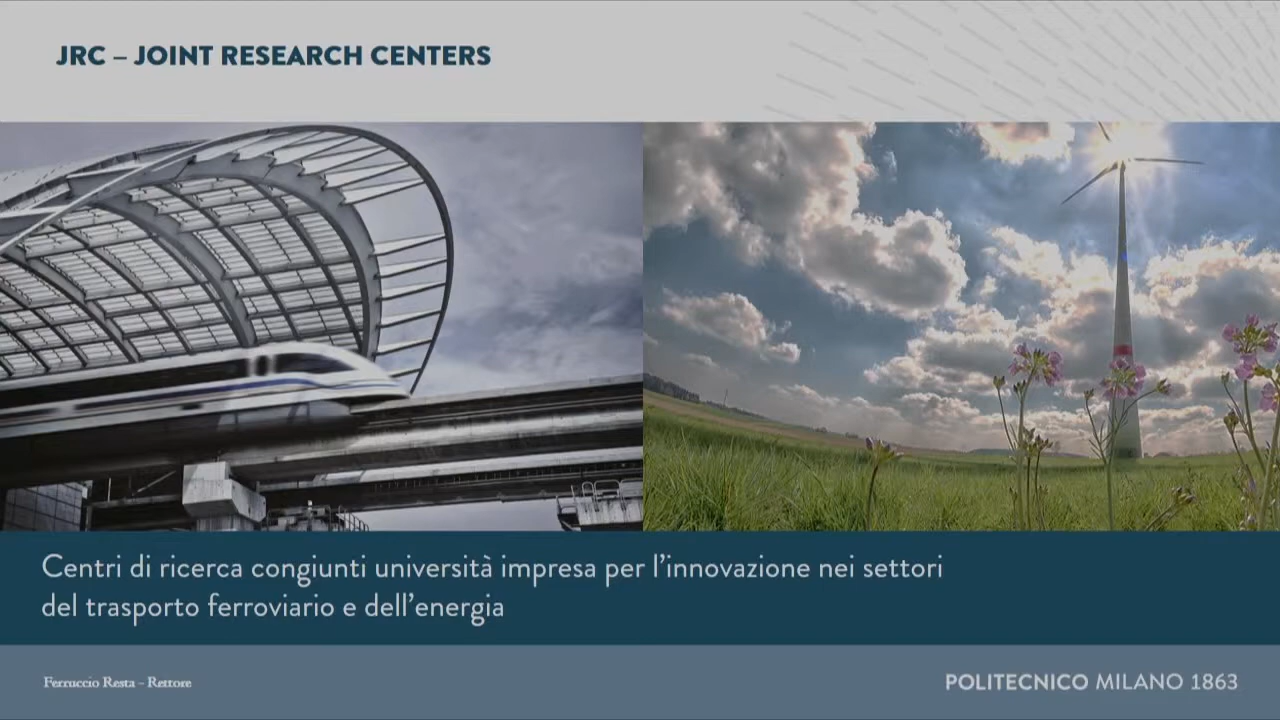 JRC – JOINT RESEARCH CENTERS
Centri di ricerca congiunti università impresa per l’innovazione nei settori
del trasporto ferroviario e dell’energia
Ferruccio Resta – Rettore
POLITECNICO MILANO 1863